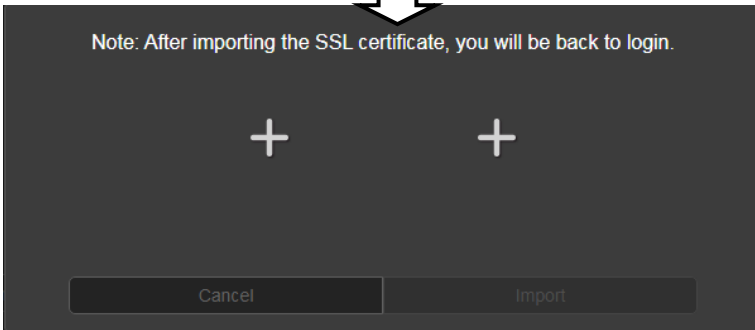 Note: After importing the SSL certificate, you will be back to login.
Cancel
Import